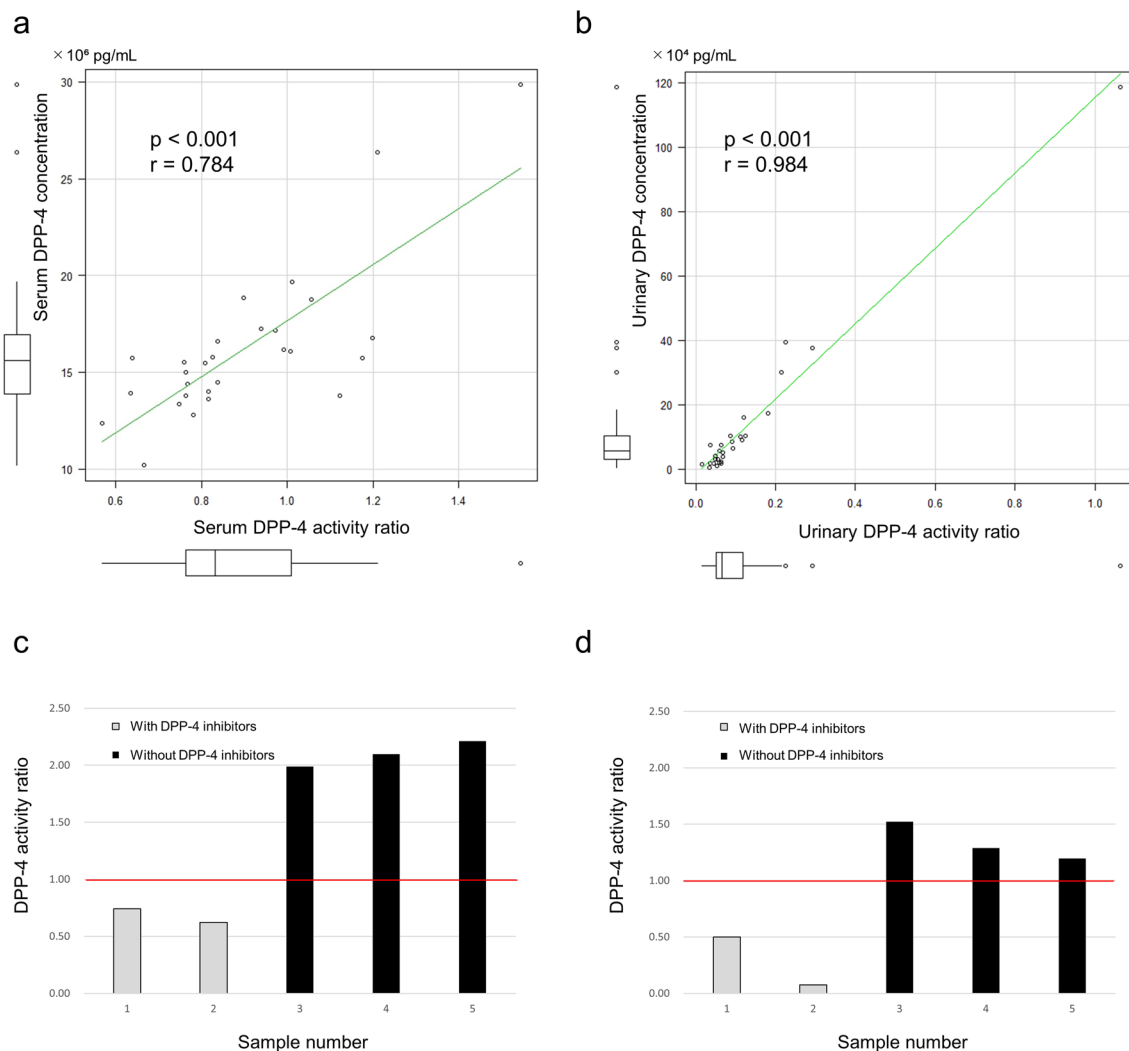 a
× 10⁶ pg/mL
Serum DPP-4 concentration
30
25
20
15
10
p < 0.001
r = 0.784
0.6 0.8 1.0 1.2 1.4
Serum DPP-4 activity ratio
b
× 10⁴ pg/mL
Urinary DPP-4 concentration
120
100
80
60
40
20
0
p < 0.001
r = 0.984
0.0 0.2 0.4 0.6 0.8 1.0
Urinary DPP-4 activity ratio
c
DPP-4 activity ratio
2.50
2.00
1.50
1.00
0.50
0.00
With DPP-4 inhibitors
Without DPP-4 inhibitors
1 2 3 4 5
Sample number
d
DPP-4 activity ratio
2.50
2.00
1.50
1.00
0.50
0.00
With DPP-4 inhibitors
Without DPP-4 inhibitors
1 2 3 4 5
Sample number